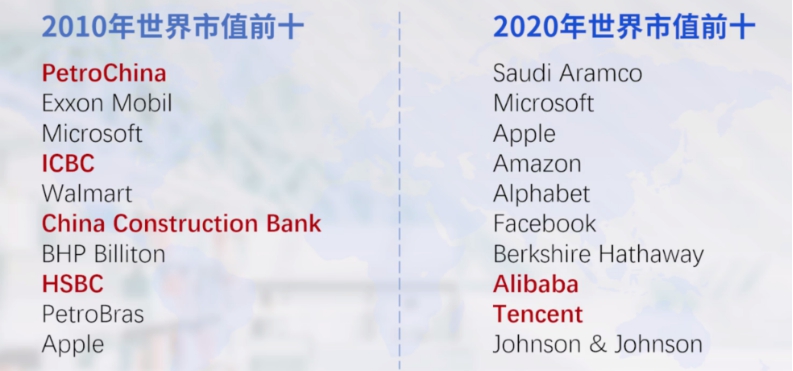 2010年世界市值前十
PetroChina
Exxon Mobil
Microsoft
ICBC
Walmart
China Construction Bank
BHP Billiton
HSBC
PetroBras
Apple
2020年世界市值前十
Saudi Aramco
Microsoft
Apple
Amazon
Alphabet
Facebook
Berkshire Hathaway
Alibaba
Tencent
Johnson & Johnson